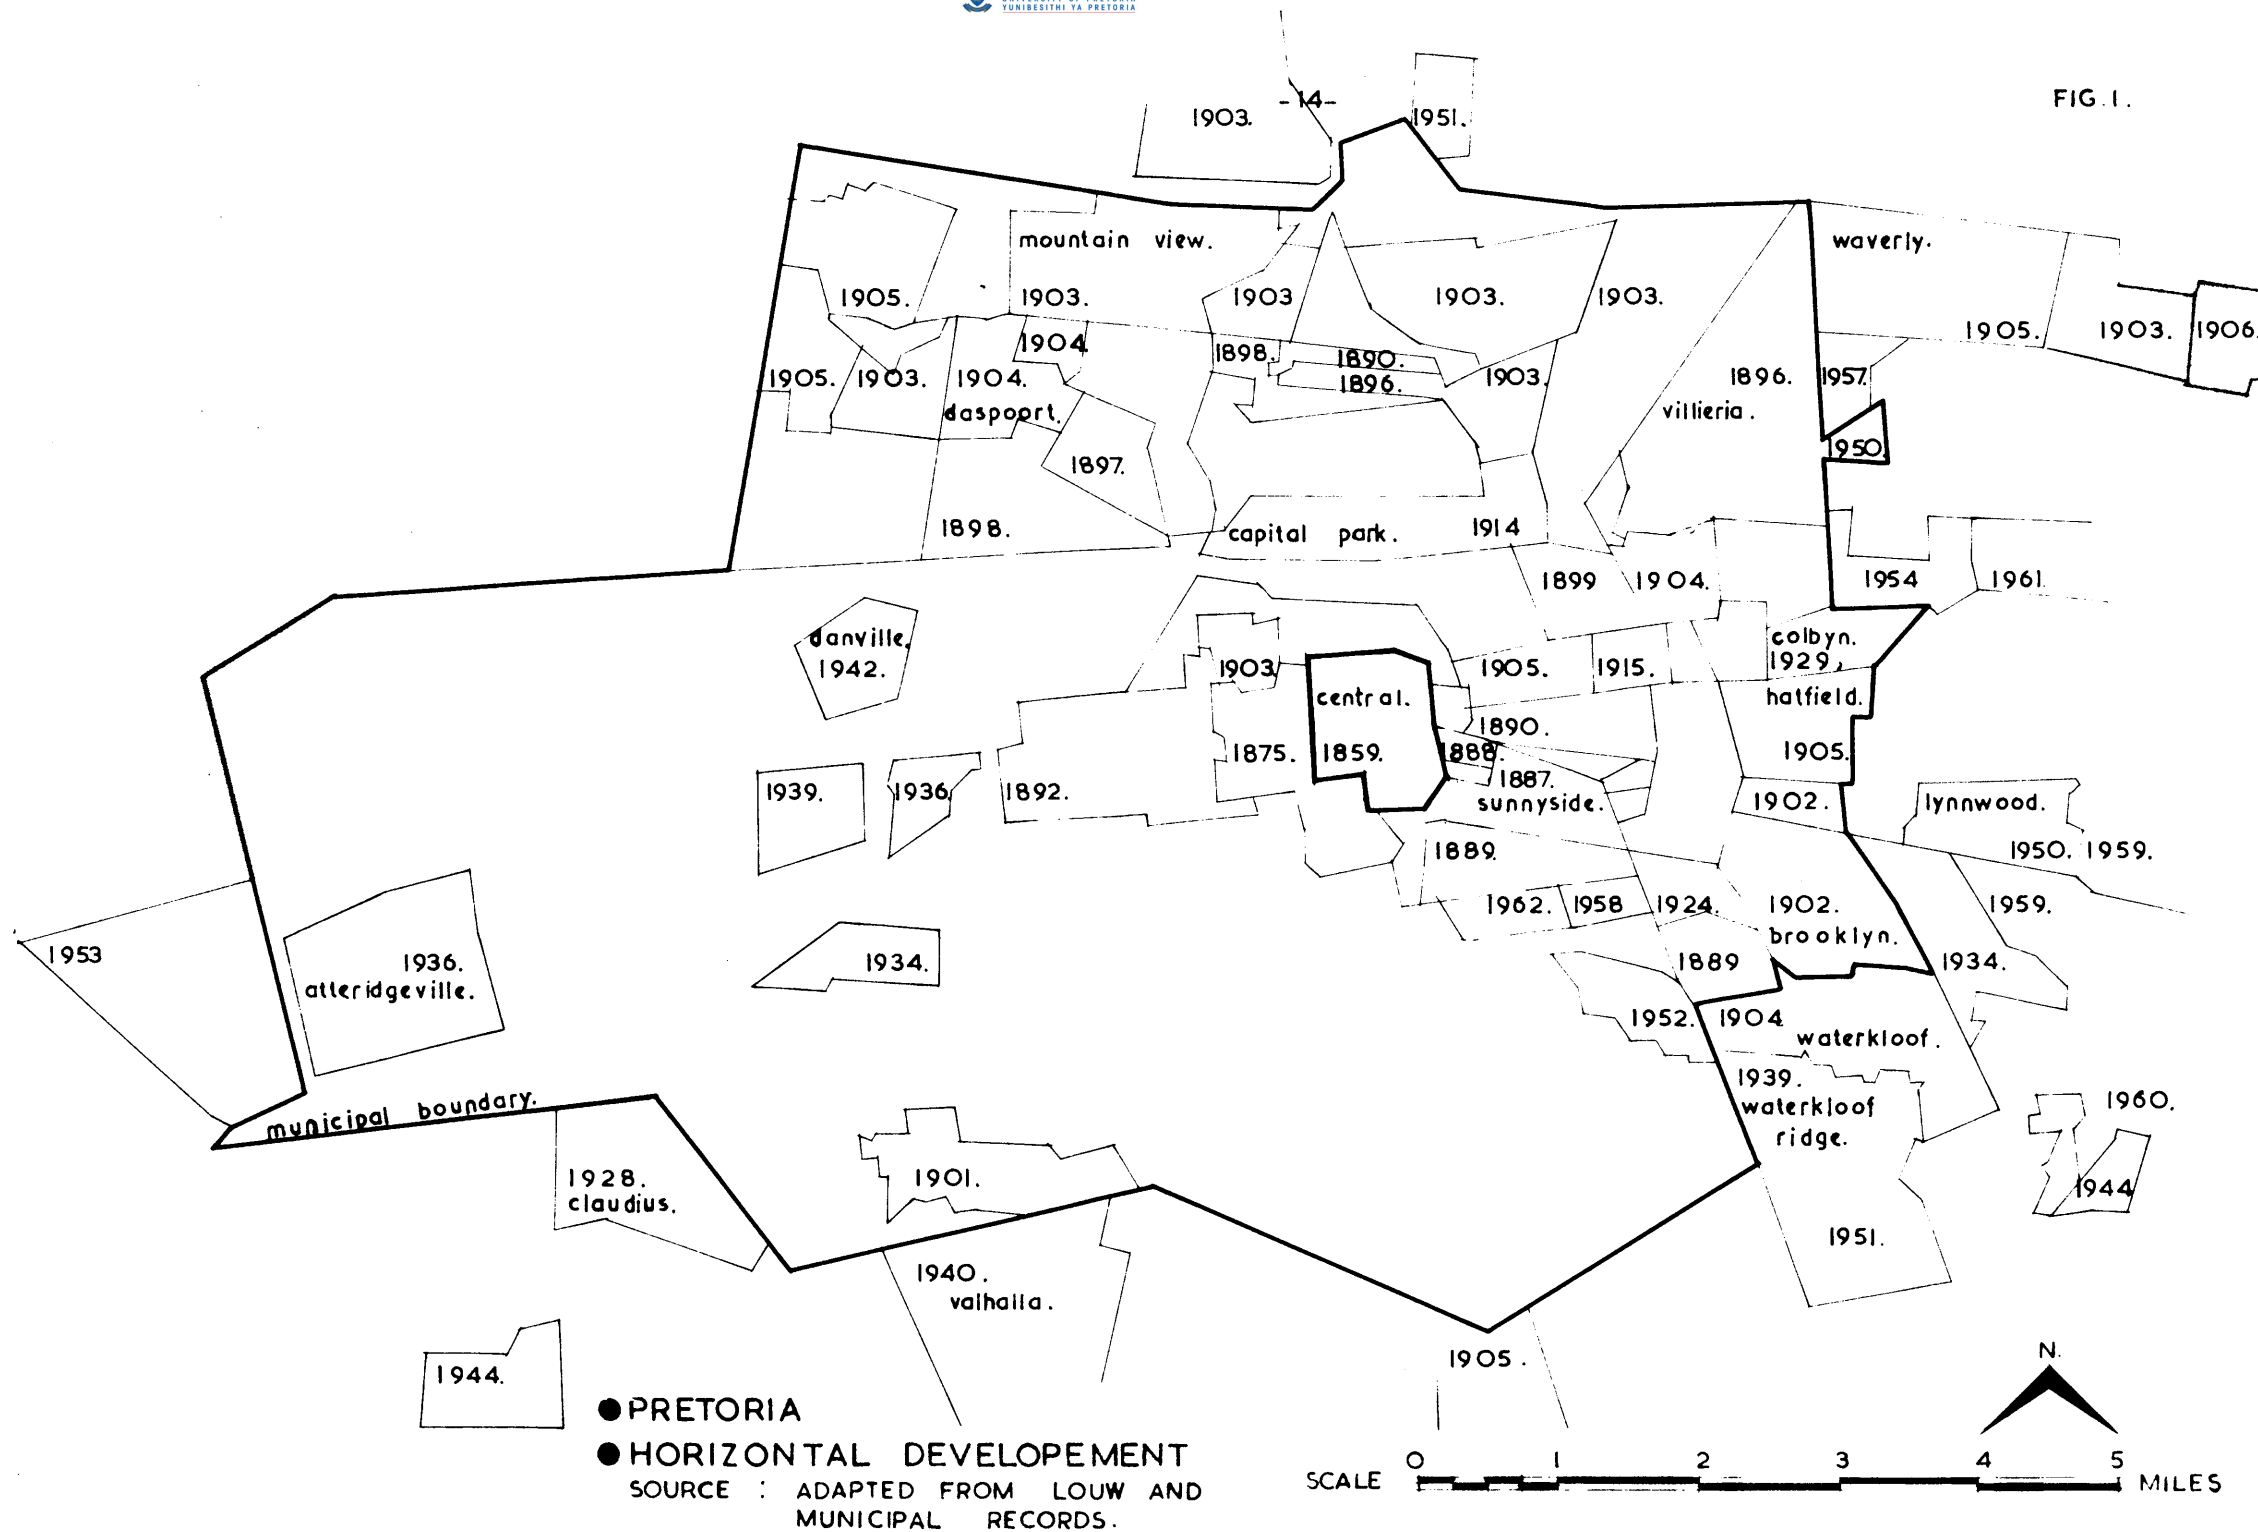 YUNIBESITHI YA PRETORIA
-14-
FIG.1.
1903.
1951.
mountain view.
waverly.
1905.
1903.
1903
1903.
1903.
1905.
1903.
1906.
1904
1898.
1890.
1896.
1905.
1903.
1904.
1903.
1896.
1957.
daspoort.
villieria.
1950.
1897.
1898.
capital park.
1914
1899
1904.
1954
1961.
danville.
1942.
1903.
central.
1905.
1915.
colbyn.
1929.
hatfield.
1890.
1875.
1859.
1888.
1905.
1939.
1936.
1892.
1887.
sunnyside.
1902.
lynnwood.
1889.
1950.
1959.
1962.
1958
1924.
1902.
brooklyn.
1959.
1953
1936.
atteridgeville.
1934.
1889
1934.
1952.
1904
waterkloof.
1939.
waterkloof
ridge.
municipal boundary.
1960.
1928.
claudius.
1901.
1944
1951.
1940.
valhalla.
1905.
1944.
N.
PRETORIA
HORIZONTAL DEVELOPEMENT
SOURCE : ADAPTED FROM LOUW AND
MUNICIPAL RECORDS.
0 1 2 3 4 5
SCALE MILES